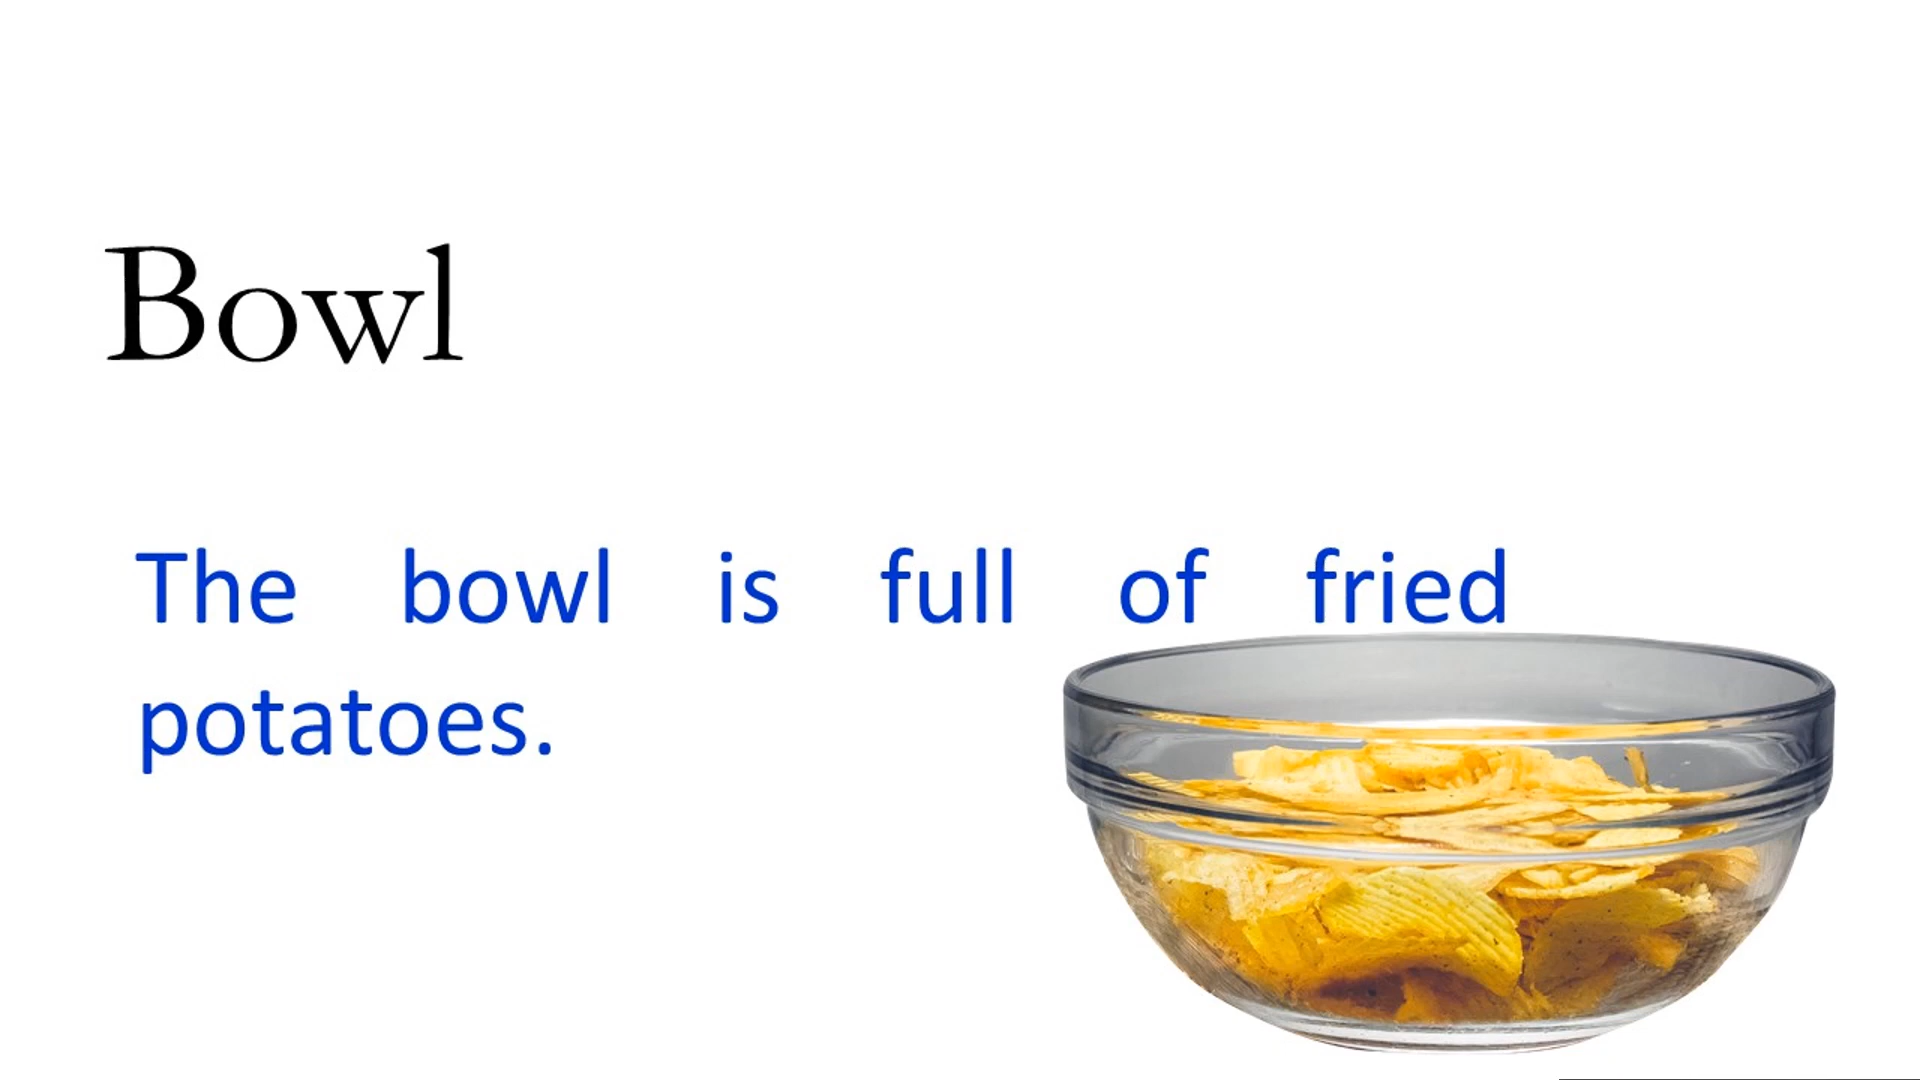 Bowl
The bowl is full of fried
potatoes.